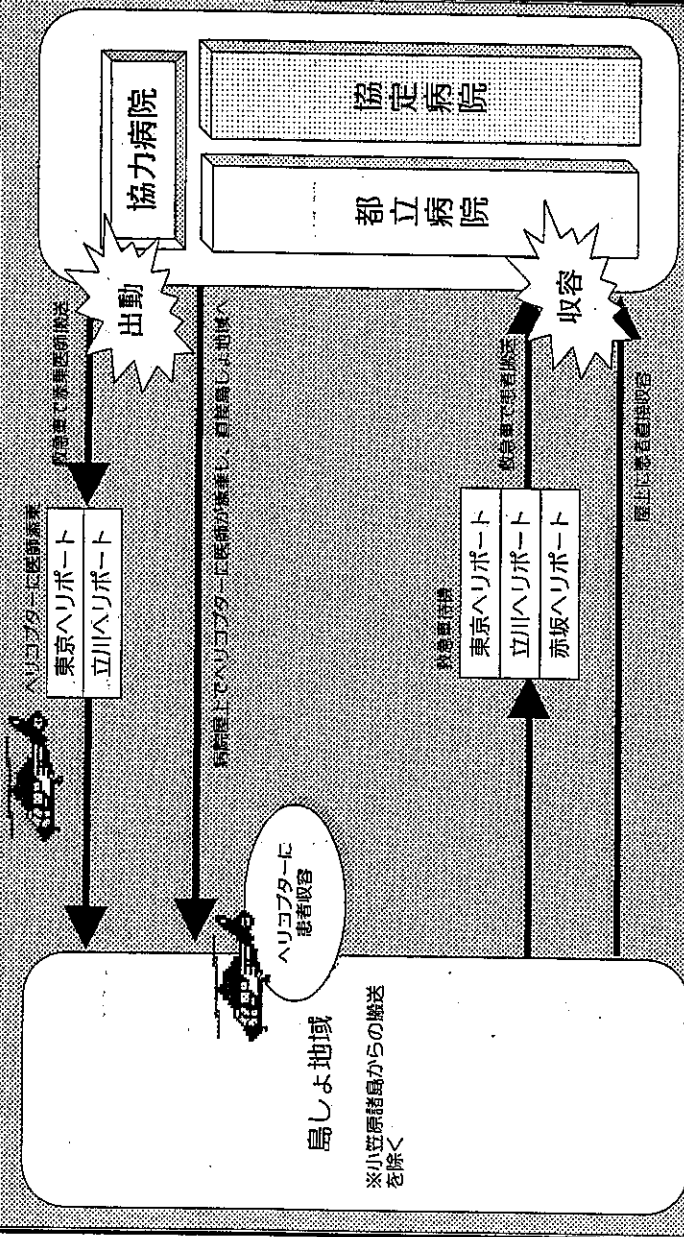 ヘリコプターに医師添乗
東京ヘリポート
立川ヘリポート
救急車で添乗医師搬送
出動
協力病院
病院屋上でヘリコプターに医師が添乗し、直接島しょ地域へ
都立病院
協定病院
ヘリコプターに
患者収容
島しょ地域
※小笠原諸島からの搬送
を除く
救急車待機
東京ヘリポート
立川ヘリポート
赤坂ヘリポート
救急車で患者搬送
収容
屋上に患者直接収容